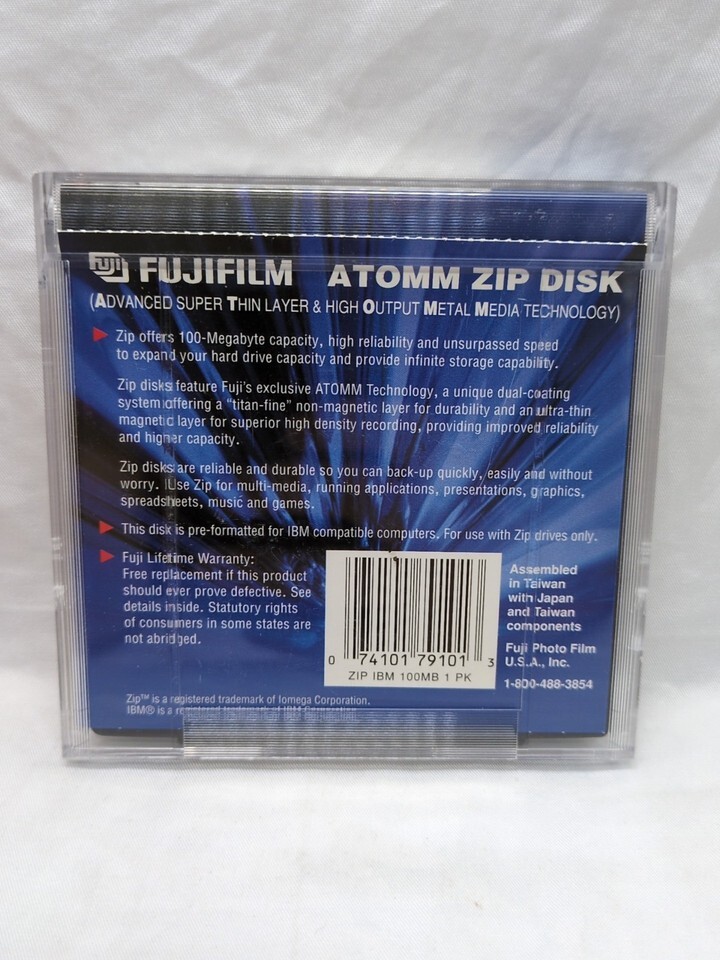 FUJI FUJIFILM ATOMM ZIP DISK
(ADVANCED SUPER THIN LAYER & HIGH OUTPUT METAL MEDIA TECHNOLOGY)
Zip offers 100-Megabyte capacity, high reliability and unsurpassed speed
to expand your hard drive capacity and provide infinite storage capability.
Zip disks feature Fuji's exclusive ATOMM Technology, a unique dual-coating
system offering a "titan-fine" non-magnetic layer for durability and an ultra-thin
magnetic layer for superior high density recording, providing improved reliability
and higher capacity.
Zip disks are reliable and durable so you can back-up quickly, easily and without
worry. Use Zip for multi-media, running applications, presentations, graphics,
spreadsheets, music and games.
This disk is pre-formatted for IBM compatible computers. For use with Zip drives only.
Fuji Lifetime Warranty:
Free replacement if this product
should ever prove defective. See
details inside. Statutory rights
of consumers in some states are
not abridged.
0 74101 79101 3
ZIP IBM 100MB 1 PK
Assembled
in Taiwan
with Japan
and Taiwan
components
Fuji Photo Film
U.S.A., Inc.
1-800-488-3854
Zip™ is a registered trademark of Iomega Corporation.
IBM® is a registered trademark of IBM Corporation.